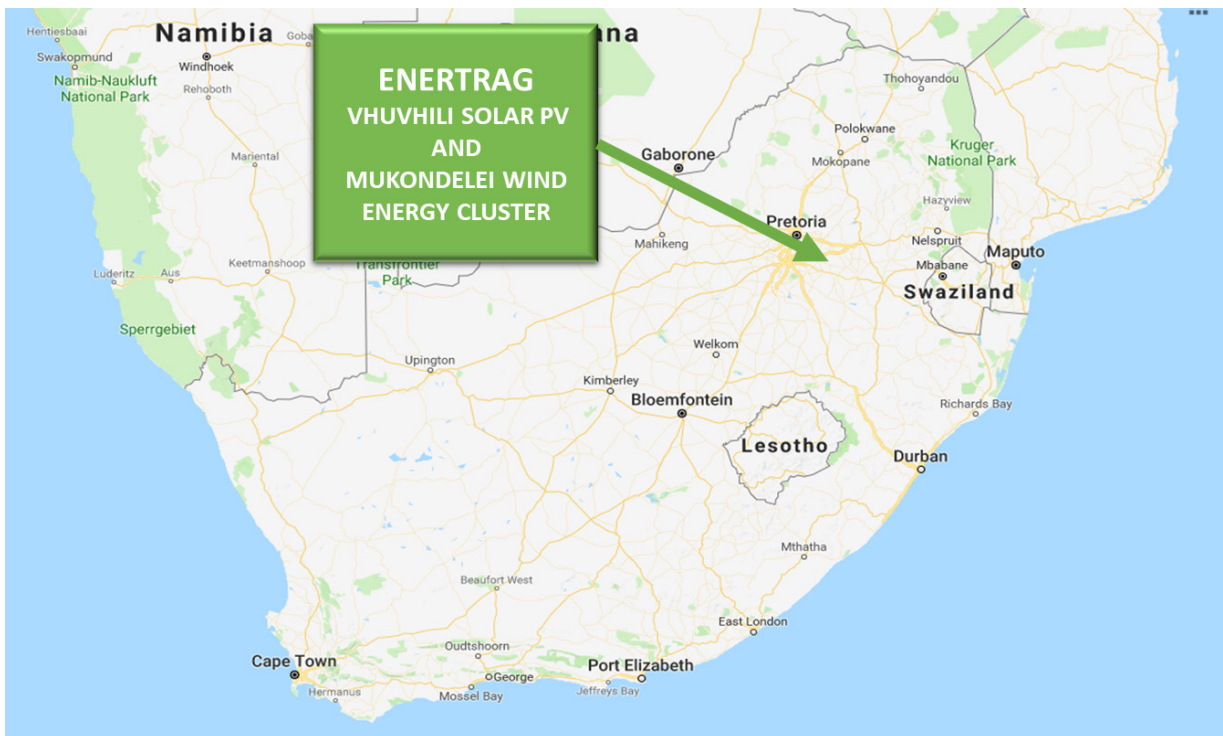 Hentiesbaai
Namibia
Goba
na
Swakopmund
Windhoek
Namib-Naukluft
National Park
Rehoboth
Mariental
Luderitz
Aus
Keetmanshoop
Transfrontier
Park
Sperrgebiet
ENERTRAG
VHUVHILI SOLAR PV
AND
MUKONDELEI WIND
ENERGY CLUSTER
Thohoyandou
Polokwane
Mokopane
Kruger
National Park
Gaborone
Hazyview
Pretoria
Mahikeng
Nelspruit
Maputo
Mbabane
Swaziland
Welkom
Upington
Kimberley
Bloemfontein
Richards Bay
Lesotho
Durban
Mthatha
Beaufort West
East London
Oudtshoorn
Cape Town
Port Elizabeth
George
Hermanus
Mossel Bay
Jeffreys Bay